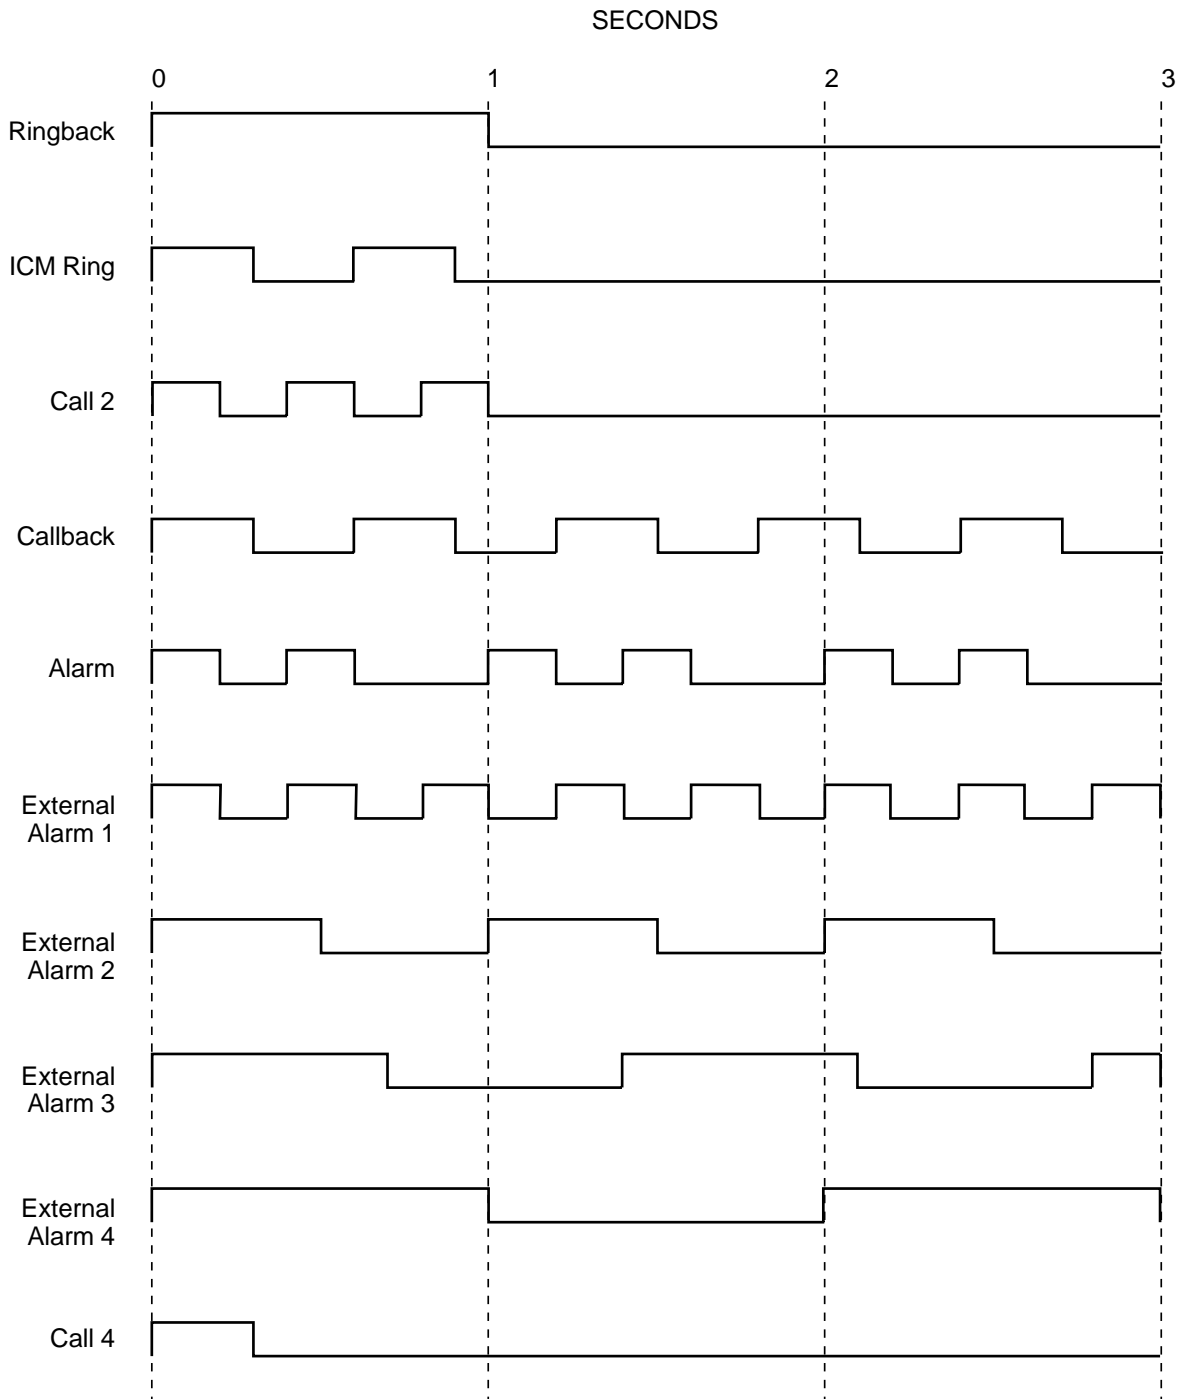 SECONDS
0 1 2 3
Ringback
ICM Ring
Call 2
Callback
Alarm
External
Alarm 1
External
Alarm 2
External
Alarm 3
External
Alarm 4
Call 4